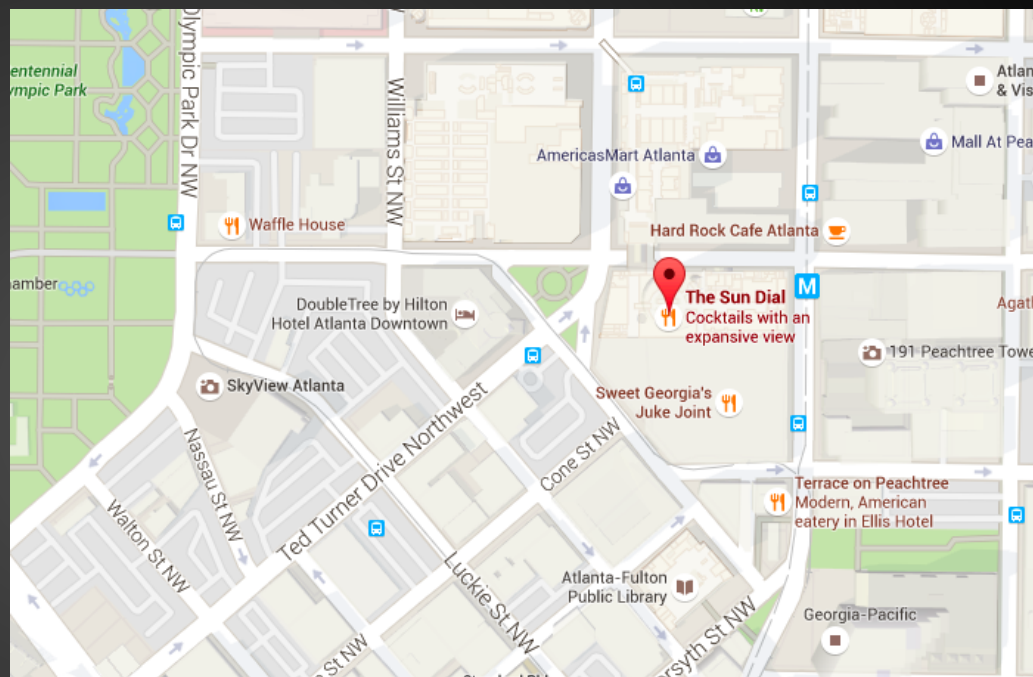 Olympic Park Dr NW
entennial
ympic Park
Williams St NW
Atlan
& Vis
AmericasMart Atlanta
Mall At Pea
Waffle House
Hard Rock Cafe Atlanta
hamber
DoubleTree by Hilton
Hotel Atlanta Downtown
M
The Sun Dial
Cocktails with an
expansive view
Agath
191 Peachtree Towe
SkyView Atlanta
Sweet Georgia's
Juke Joint
Nassau St NW
Ted Turner Drive Northwest
Cone St NW
Walton St NW
Terrace on Peachtree
Modern, American
eatery in Ellis Hotel
Luckie St NW
Atlanta-Fulton
Public Library
Georgia-Pacific
St NW
orsyth St NW